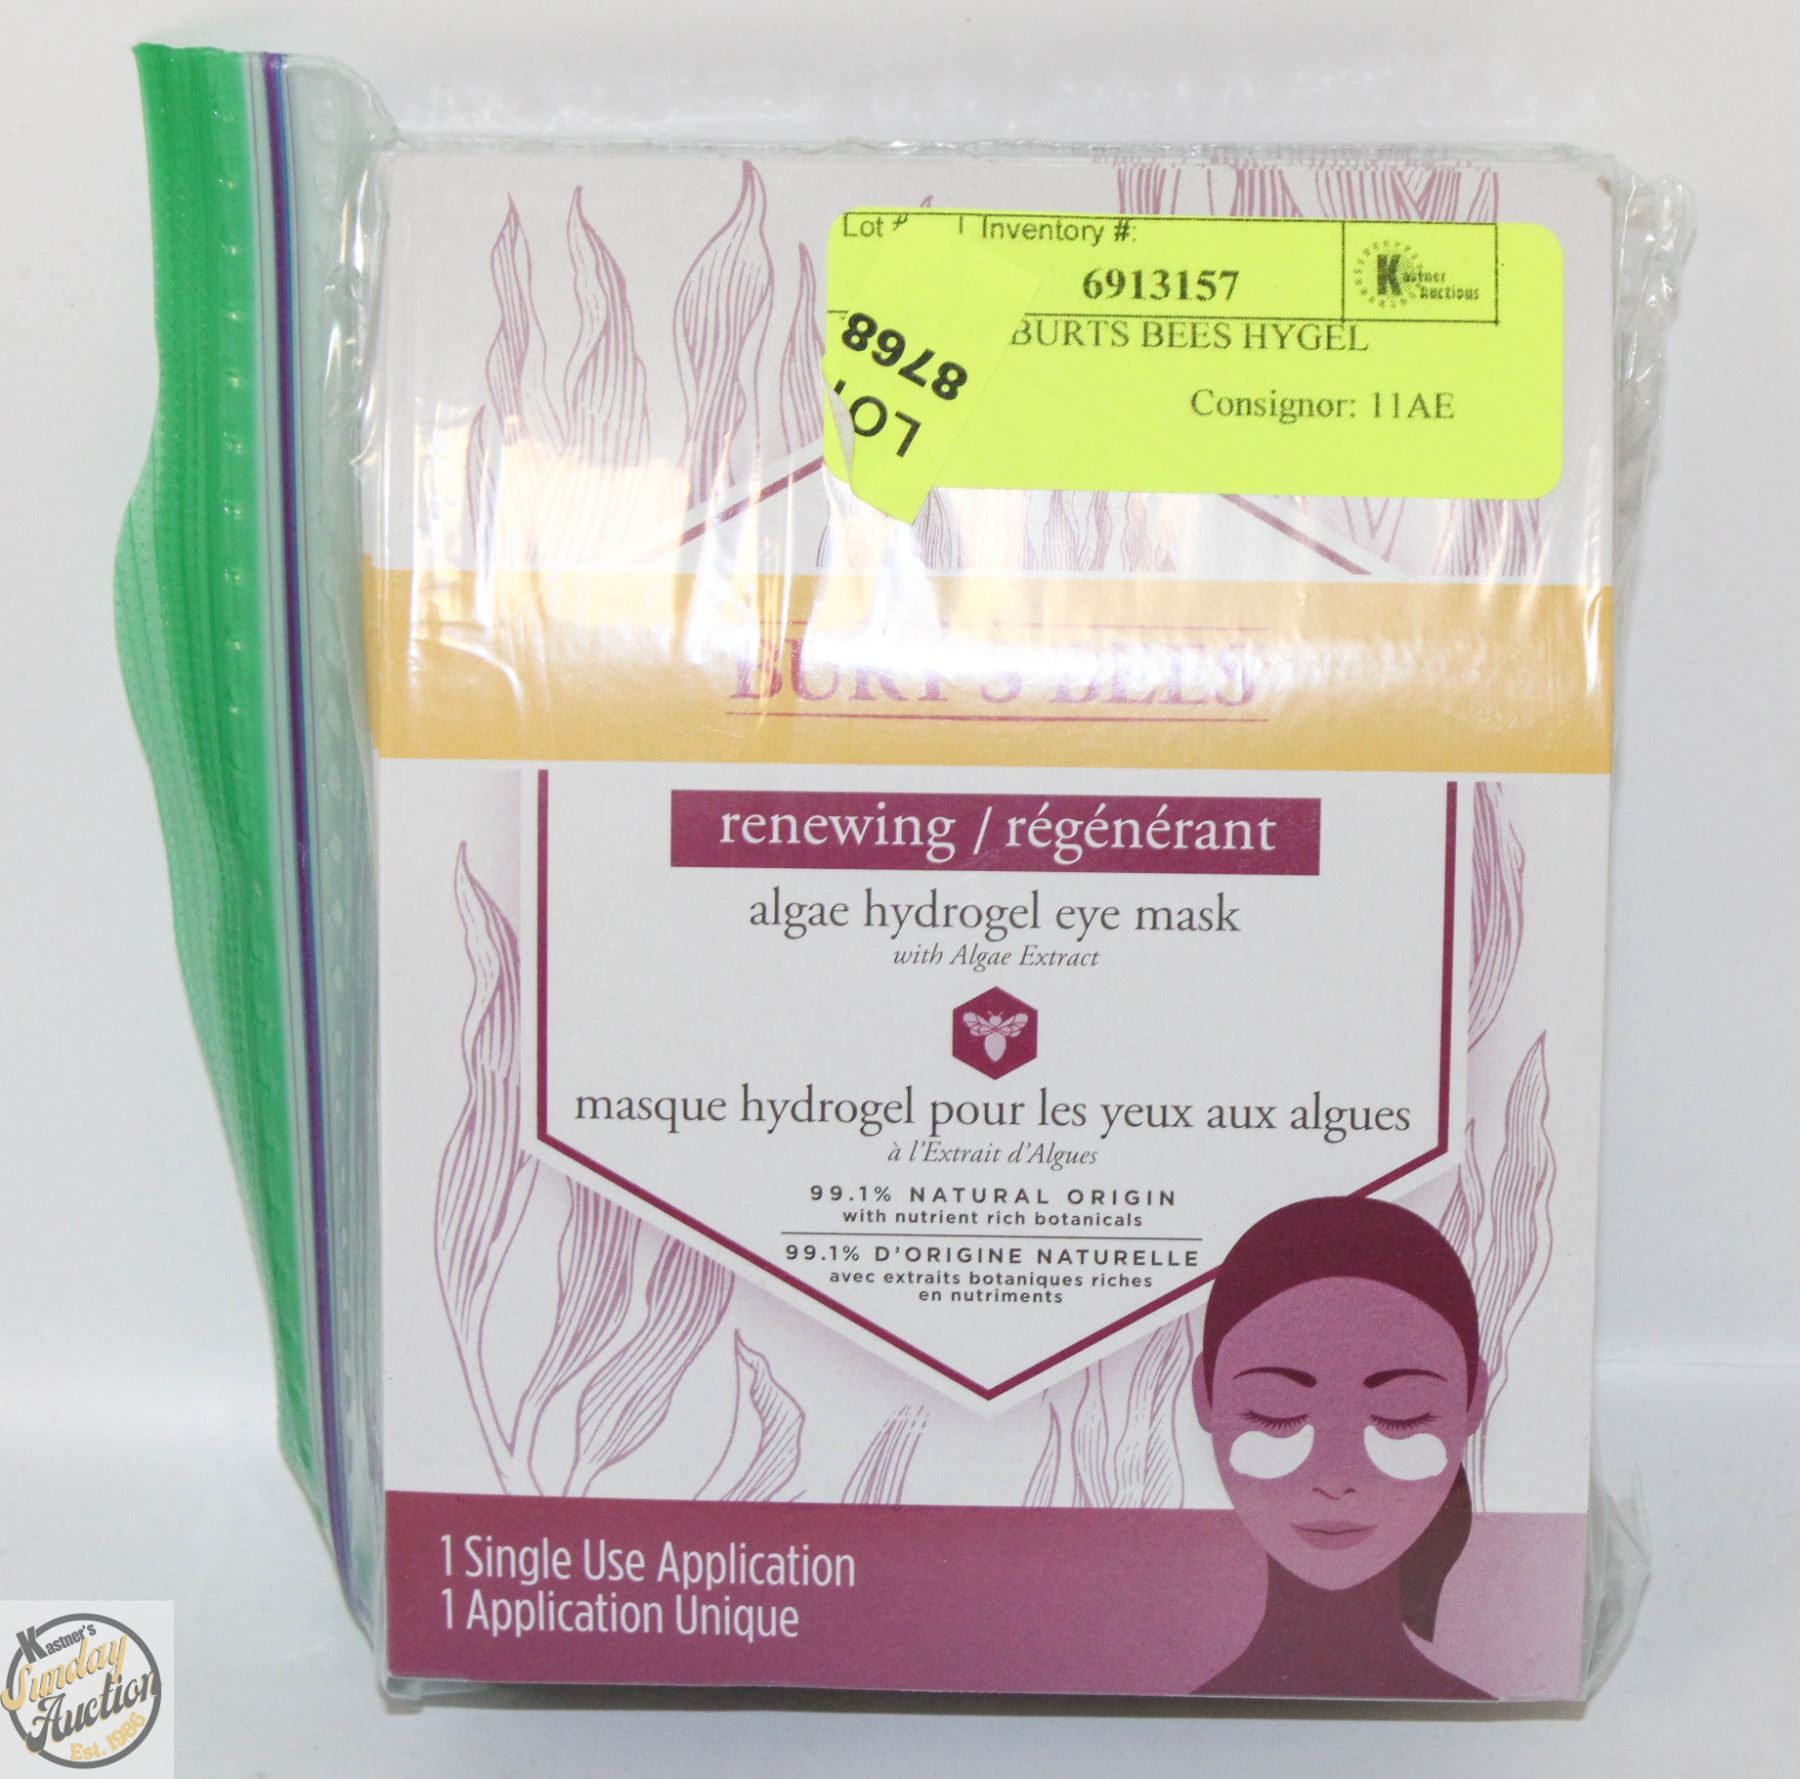 Lot # Inventory #:
6913157
Kastner
Auctions
BURTS BEES HYGEL
Consignor: 11AE
LOT
8768
BURT'S BEES
renewing / régénérant
algae hydrogel eye mask
with Algae Extract
masque hydrogel pour les yeux aux algues
à l'Extrait d'Algues
99.1% NATURAL ORIGIN
with nutrient rich botanicals
99.1% D'ORIGINE NATURELLE
avec extraits botaniques riches
en nutriments
1 Single Use Application
1 Application Unique
Kastner's
Sunday
Auction
Est. 1986